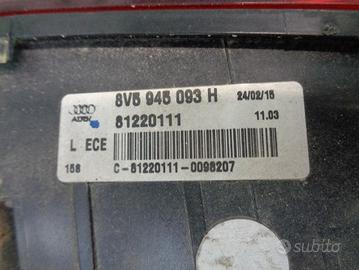 8V5 945 093 H 24/02/15
Audi 81220111 11.03
L ECE
158 C-81220111-0098207
subito